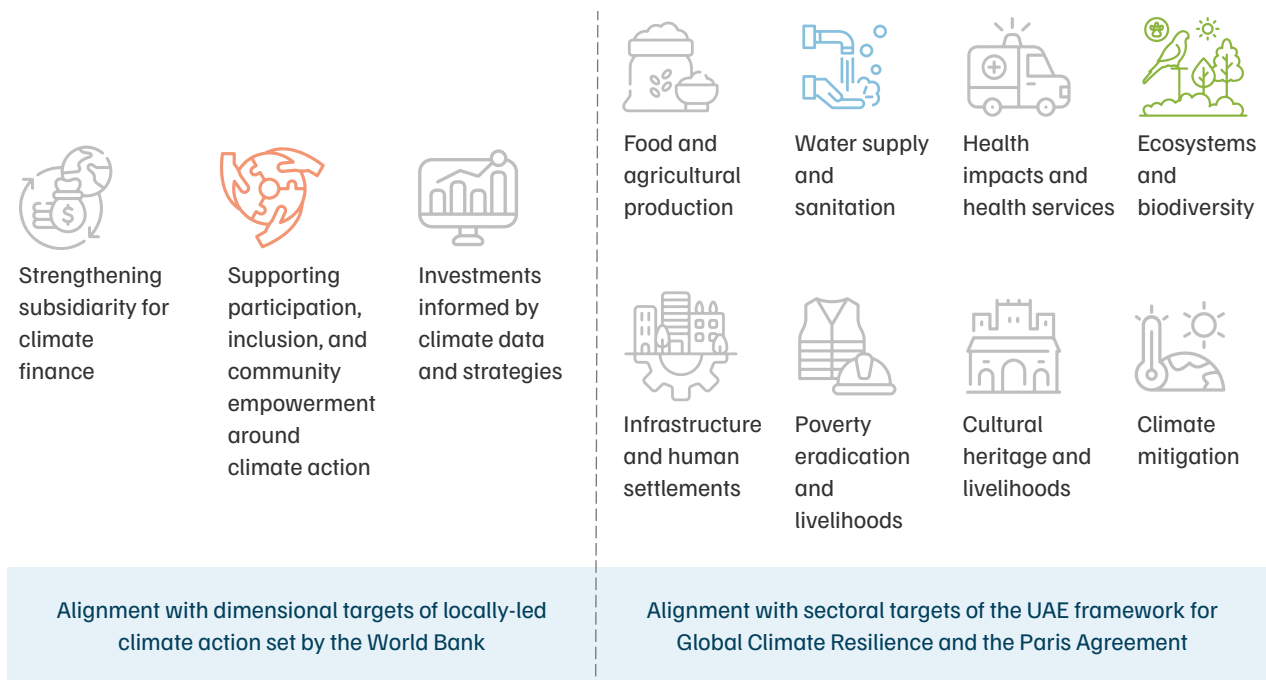 Strengthening
subsidiarity for
climate
finance
Supporting
participation,
inclusion, and
community
empowerment
around
climate action
Investments
informed by
climate data
and strategies
Alignment with dimensional targets of locally-led
climate action set by the World Bank
Food and
agricultural
production
Water supply
and
sanitation
Health
impacts and
health services
Ecosystems
and
biodiversity
Infrastructure
and human
settlements
Poverty
eradication
and
livelihoods
Cultural
heritage and
livelihoods
Climate
mitigation
Alignment with sectoral targets of the UAE framework for
Global Climate Resilience and the Paris Agreement